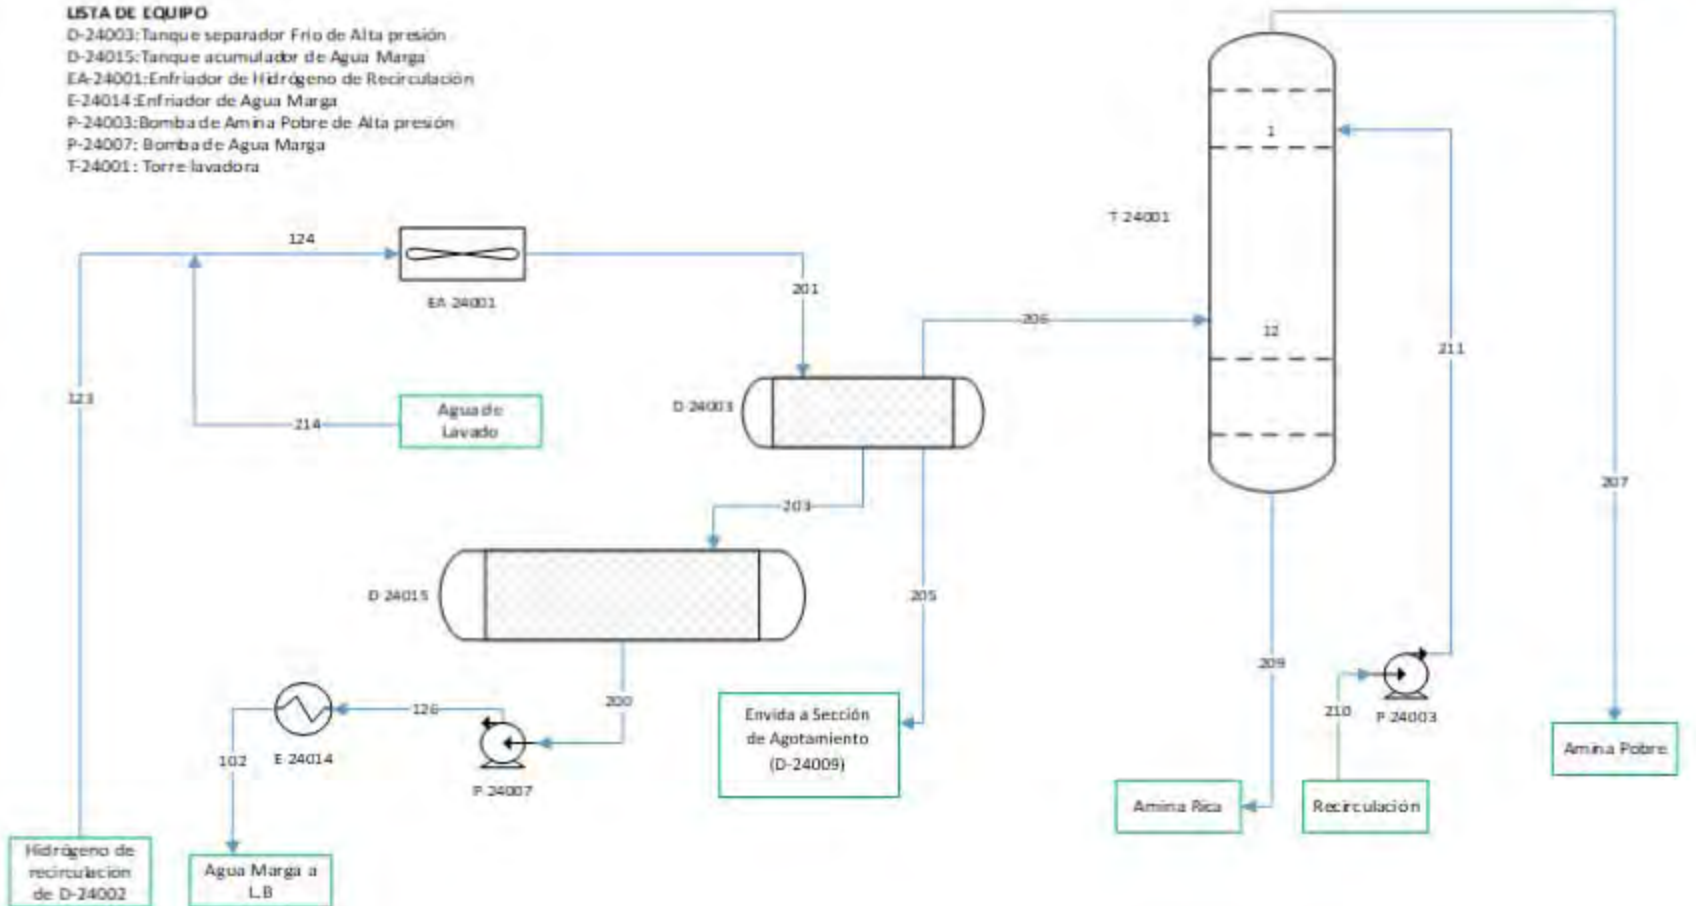 LISTA DE EQUIPO
D-24003:Tanque separador Frio de Alta presión
D-24015:Tanque acumulador de Agua Marga
EA-24001:Enfriador de Hidrógeno de Recirculación
E-24014:Enfriador de Agua Marga
P-24003:Bomba de Amina Pobre de Alta presión
P-24007: Bomba de Agua Marga
T-24001: Torre lavadora
1
T-24001
124
EA-24001
201
206
12
211
123
214
Agua de
Lavado
D-24003
207
203
D-24015
205
209
200
126
102
E-24014
P-24007
Envida a Sección
de Agotamiento
(D-24009)
210
P-24003
Amina Pobre
Amina Rica
Recirculación
Hidrógeno de
recirculación
de D-24002
Agua Marga a
L.B